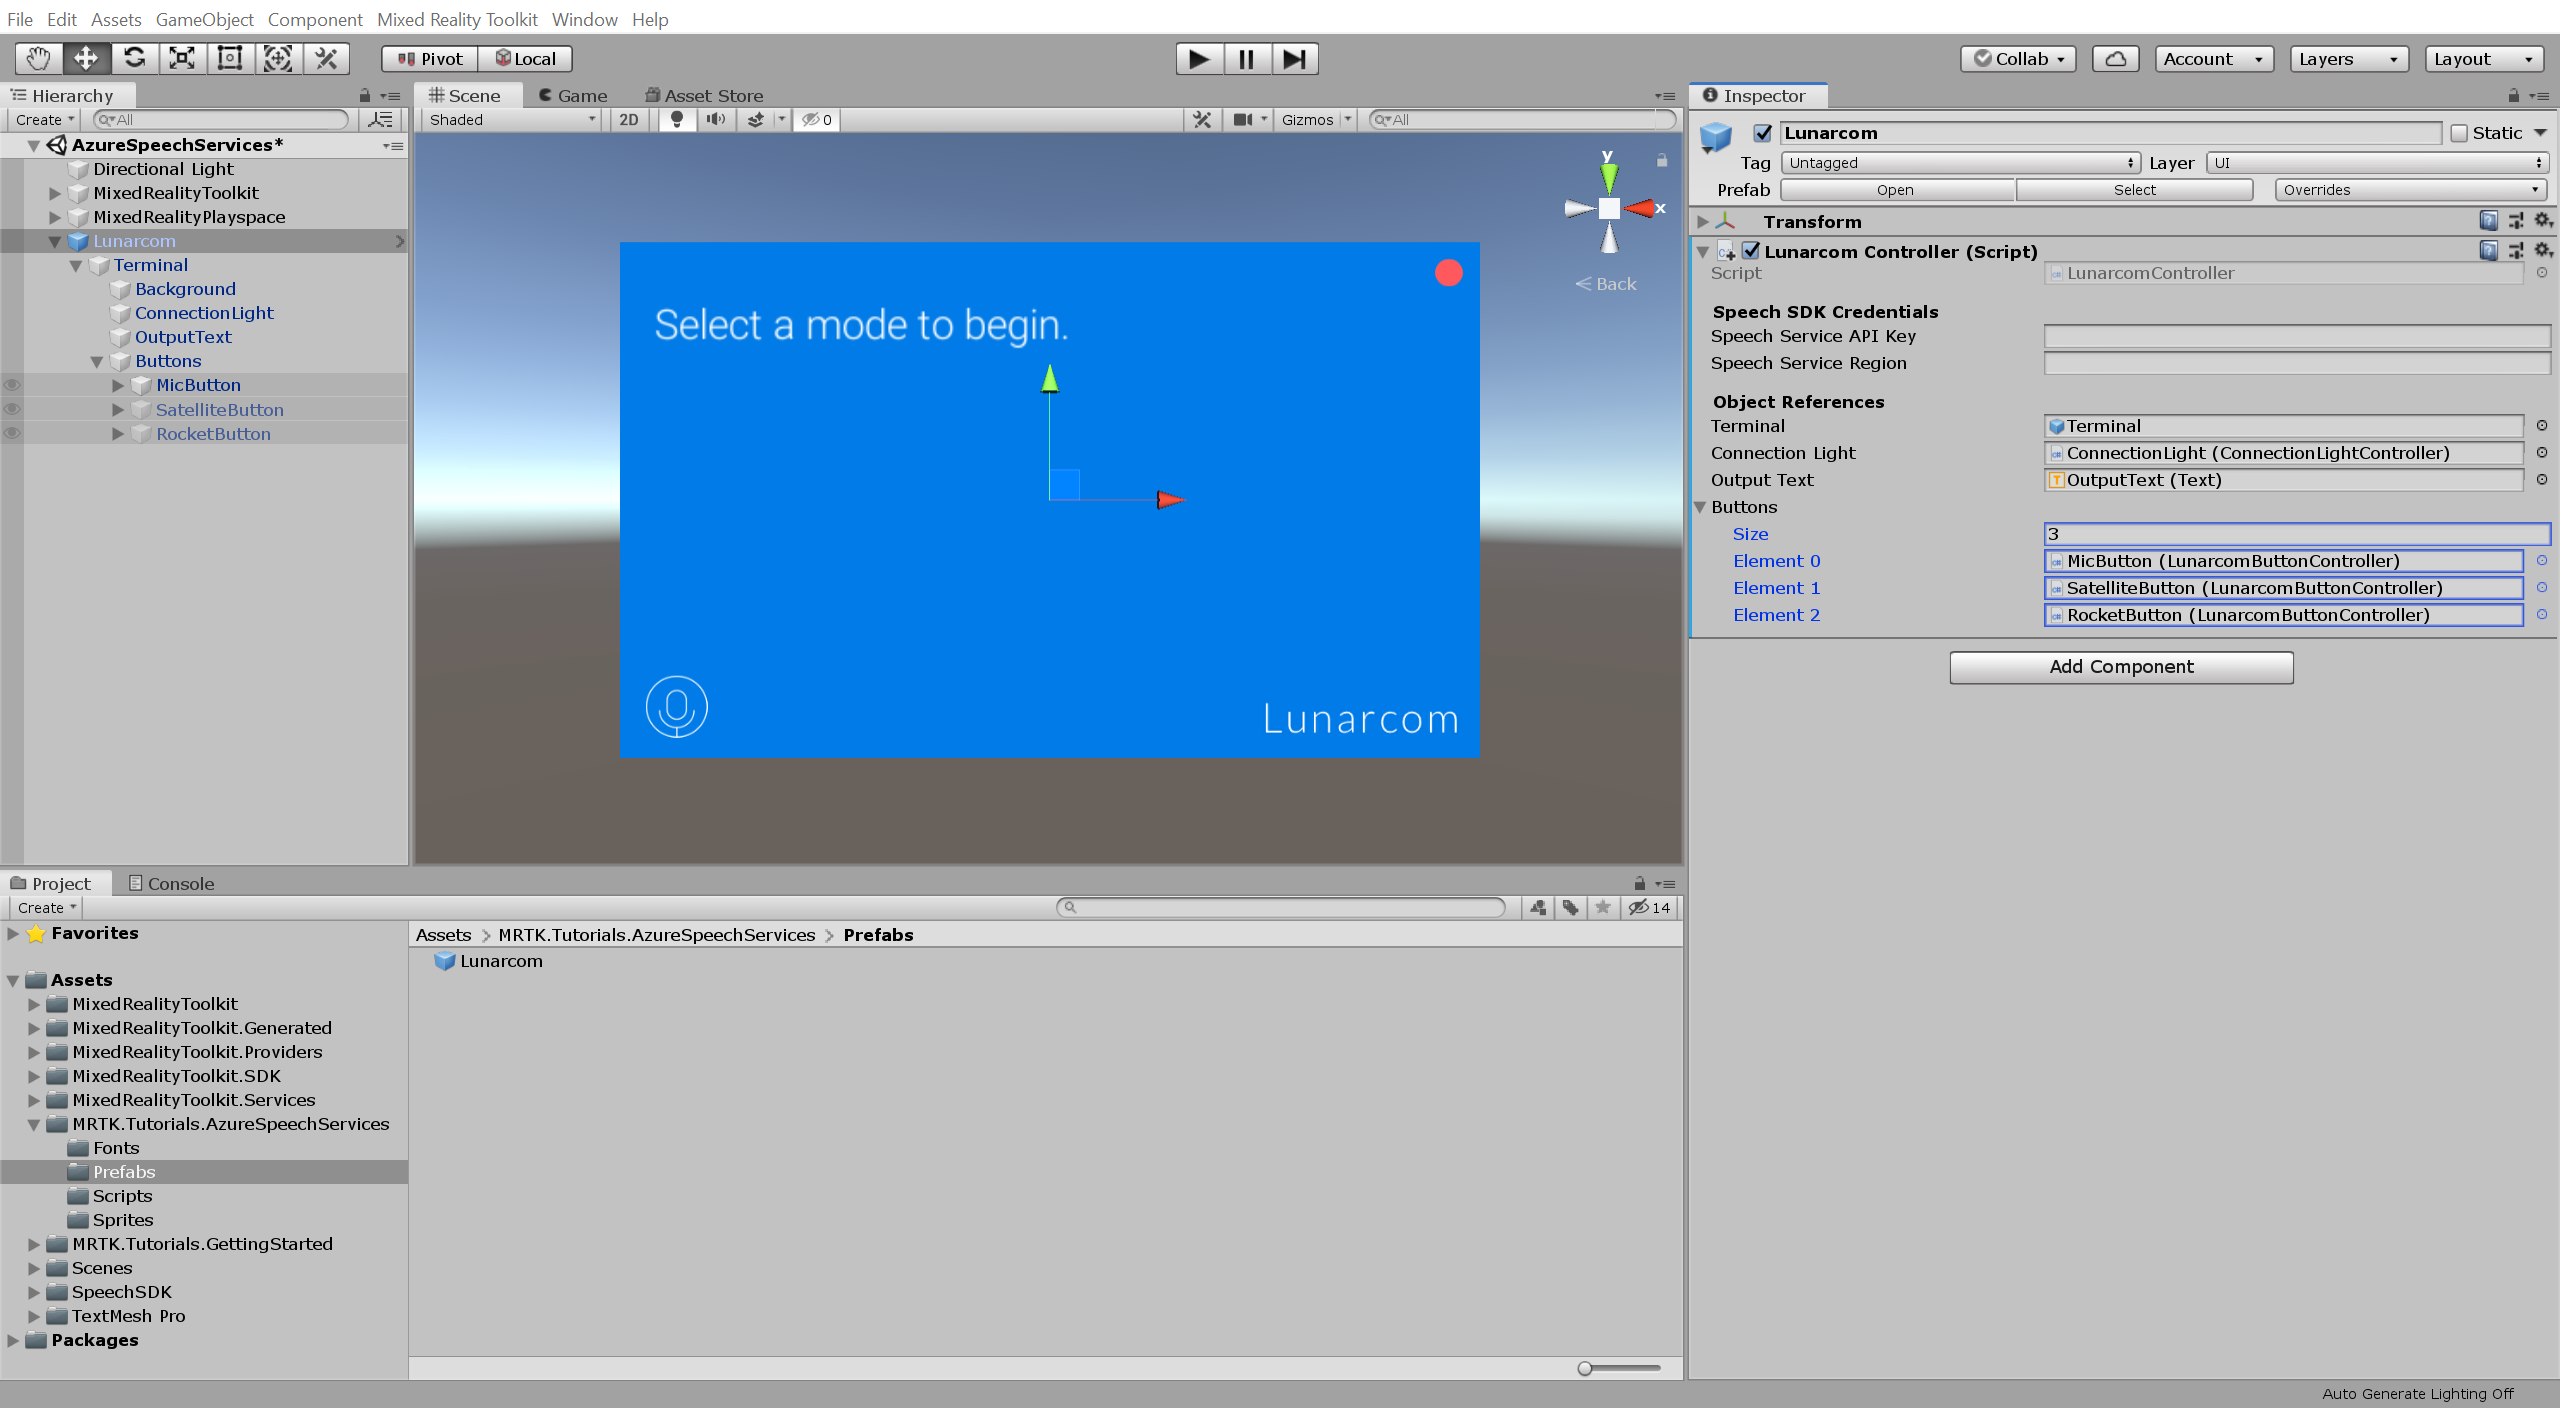 File Edit Assets GameObject Component Mixed Reality Toolkit Window Help
Pivot Local Collab Account Layers Layout
Hierarchy
Create All
AzureSpeechServices*
Directional Light
MixedRealityToolkit
MixedRealityPlayspace
Lunarcom
Terminal
Background
ConnectionLight
OutputText
Buttons
MicButton
SatelliteButton
RocketButton
Scene Game Asset Store
Shaded 2D 0 Gizmos All
y
x
Back
Select a mode to begin.
Lunarcom
Inspector
Lunarcom Static
Tag Untagged Layer UI
Prefab Open Select Overrides
Transform
Lunarcom Controller (Script)
Script LunarcomController
Speech SDK Credentials
Speech Service API Key
Speech Service Region
Object References
Terminal Terminal
Connection Light ConnectionLight (ConnectionLightController)
Output Text OutputText (Text)
Buttons
Size 3
Element 0 MicButton (LunarcomButtonController)
Element 1 SatelliteButton (LunarcomButtonController)
Element 2 RocketButton (LunarcomButtonController)
Add Component
Project Console
Create 14
Favorites
Assets
MixedRealityToolkit
MixedRealityToolkit.Generated
MixedRealityToolkit.Providers
MixedRealityToolkit.SDK
MixedRealityToolkit.Services
MRTK.Tutorials.AzureSpeechServices
Fonts
Prefabs
Scripts
Sprites
MRTK.Tutorials.GettingStarted
Scenes
SpeechSDK
TextMesh Pro
Packages
Assets > MRTK.Tutorials.AzureSpeechServices > Prefabs
Lunarcom
Auto Generate Lighting Off